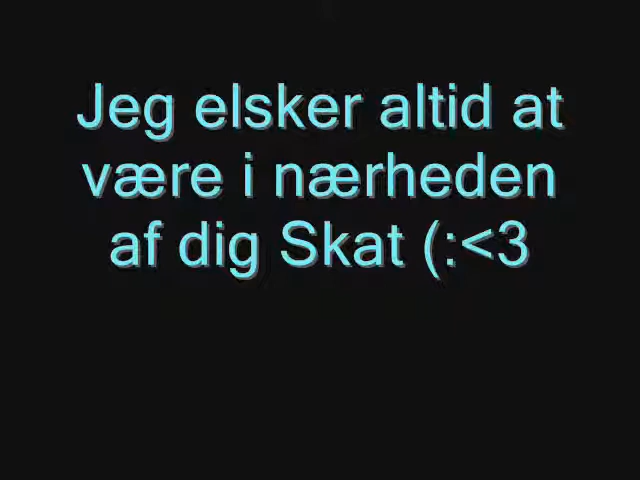 Jeg elsker altid at
være i nærheden
af dig Skat (:<3